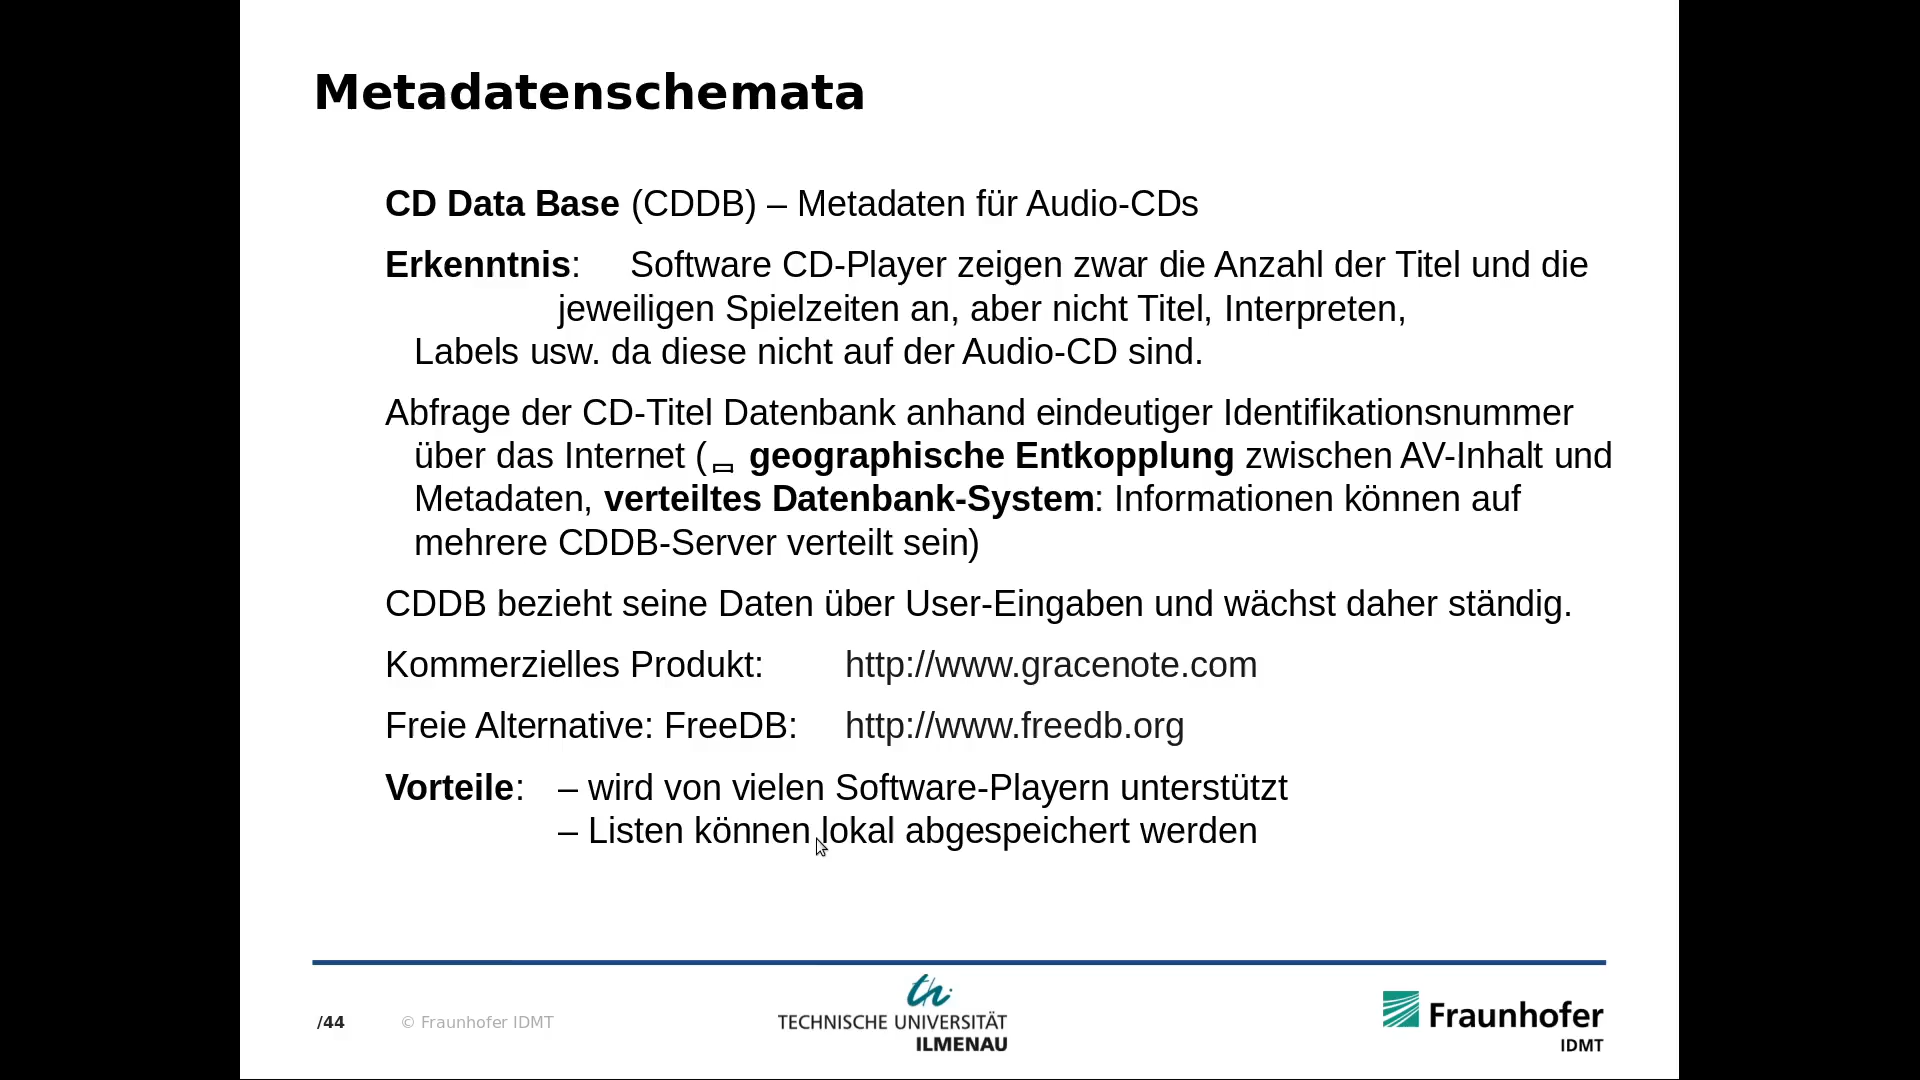 Metadatenschemata
CD Data Base (CDDB) – Metadaten für Audio-CDs
Erkenntnis: Software CD-Player zeigen zwar die Anzahl der Titel und die
jeweiligen Spielzeiten an, aber nicht Titel, Interpreten,
Labels usw. da diese nicht auf der Audio-CD sind.
Abfrage der CD-Titel Datenbank anhand eindeutiger Identifikationsnummer
über das Internet ( geographische Entkopplung zwischen AV-Inhalt und
Metadaten, verteiltes Datenbank-System: Informationen können auf
mehrere CDDB-Server verteilt sein)
CDDB bezieht seine Daten über User-Eingaben und wächst daher ständig.
Kommerzielles Produkt: http://www.gracenote.com
Freie Alternative: FreeDB: http://www.freedb.org
Vorteile: – wird von vielen Software-Playern unterstützt
– Listen können lokal abgespeichert werden
/44
© Fraunhofer IDMT
th
TECHNISCHE UNIVERSITÄT
ILMENAU
Fraunhofer
IDMT